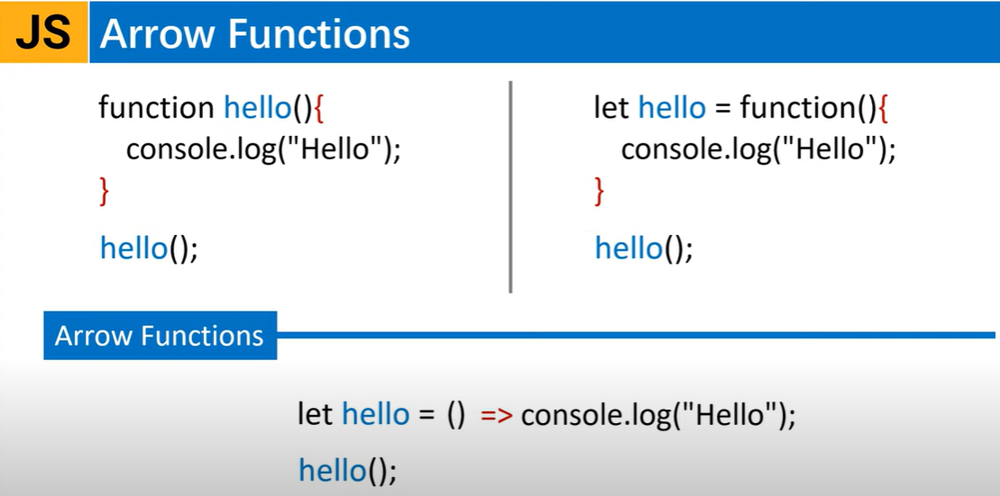 JS Arrow Functions
function hello(){
console.log("Hello");
}
hello();
let hello = function(){
console.log("Hello");
}
hello();
Arrow Functions
let hello = () => console.log("Hello");
hello();